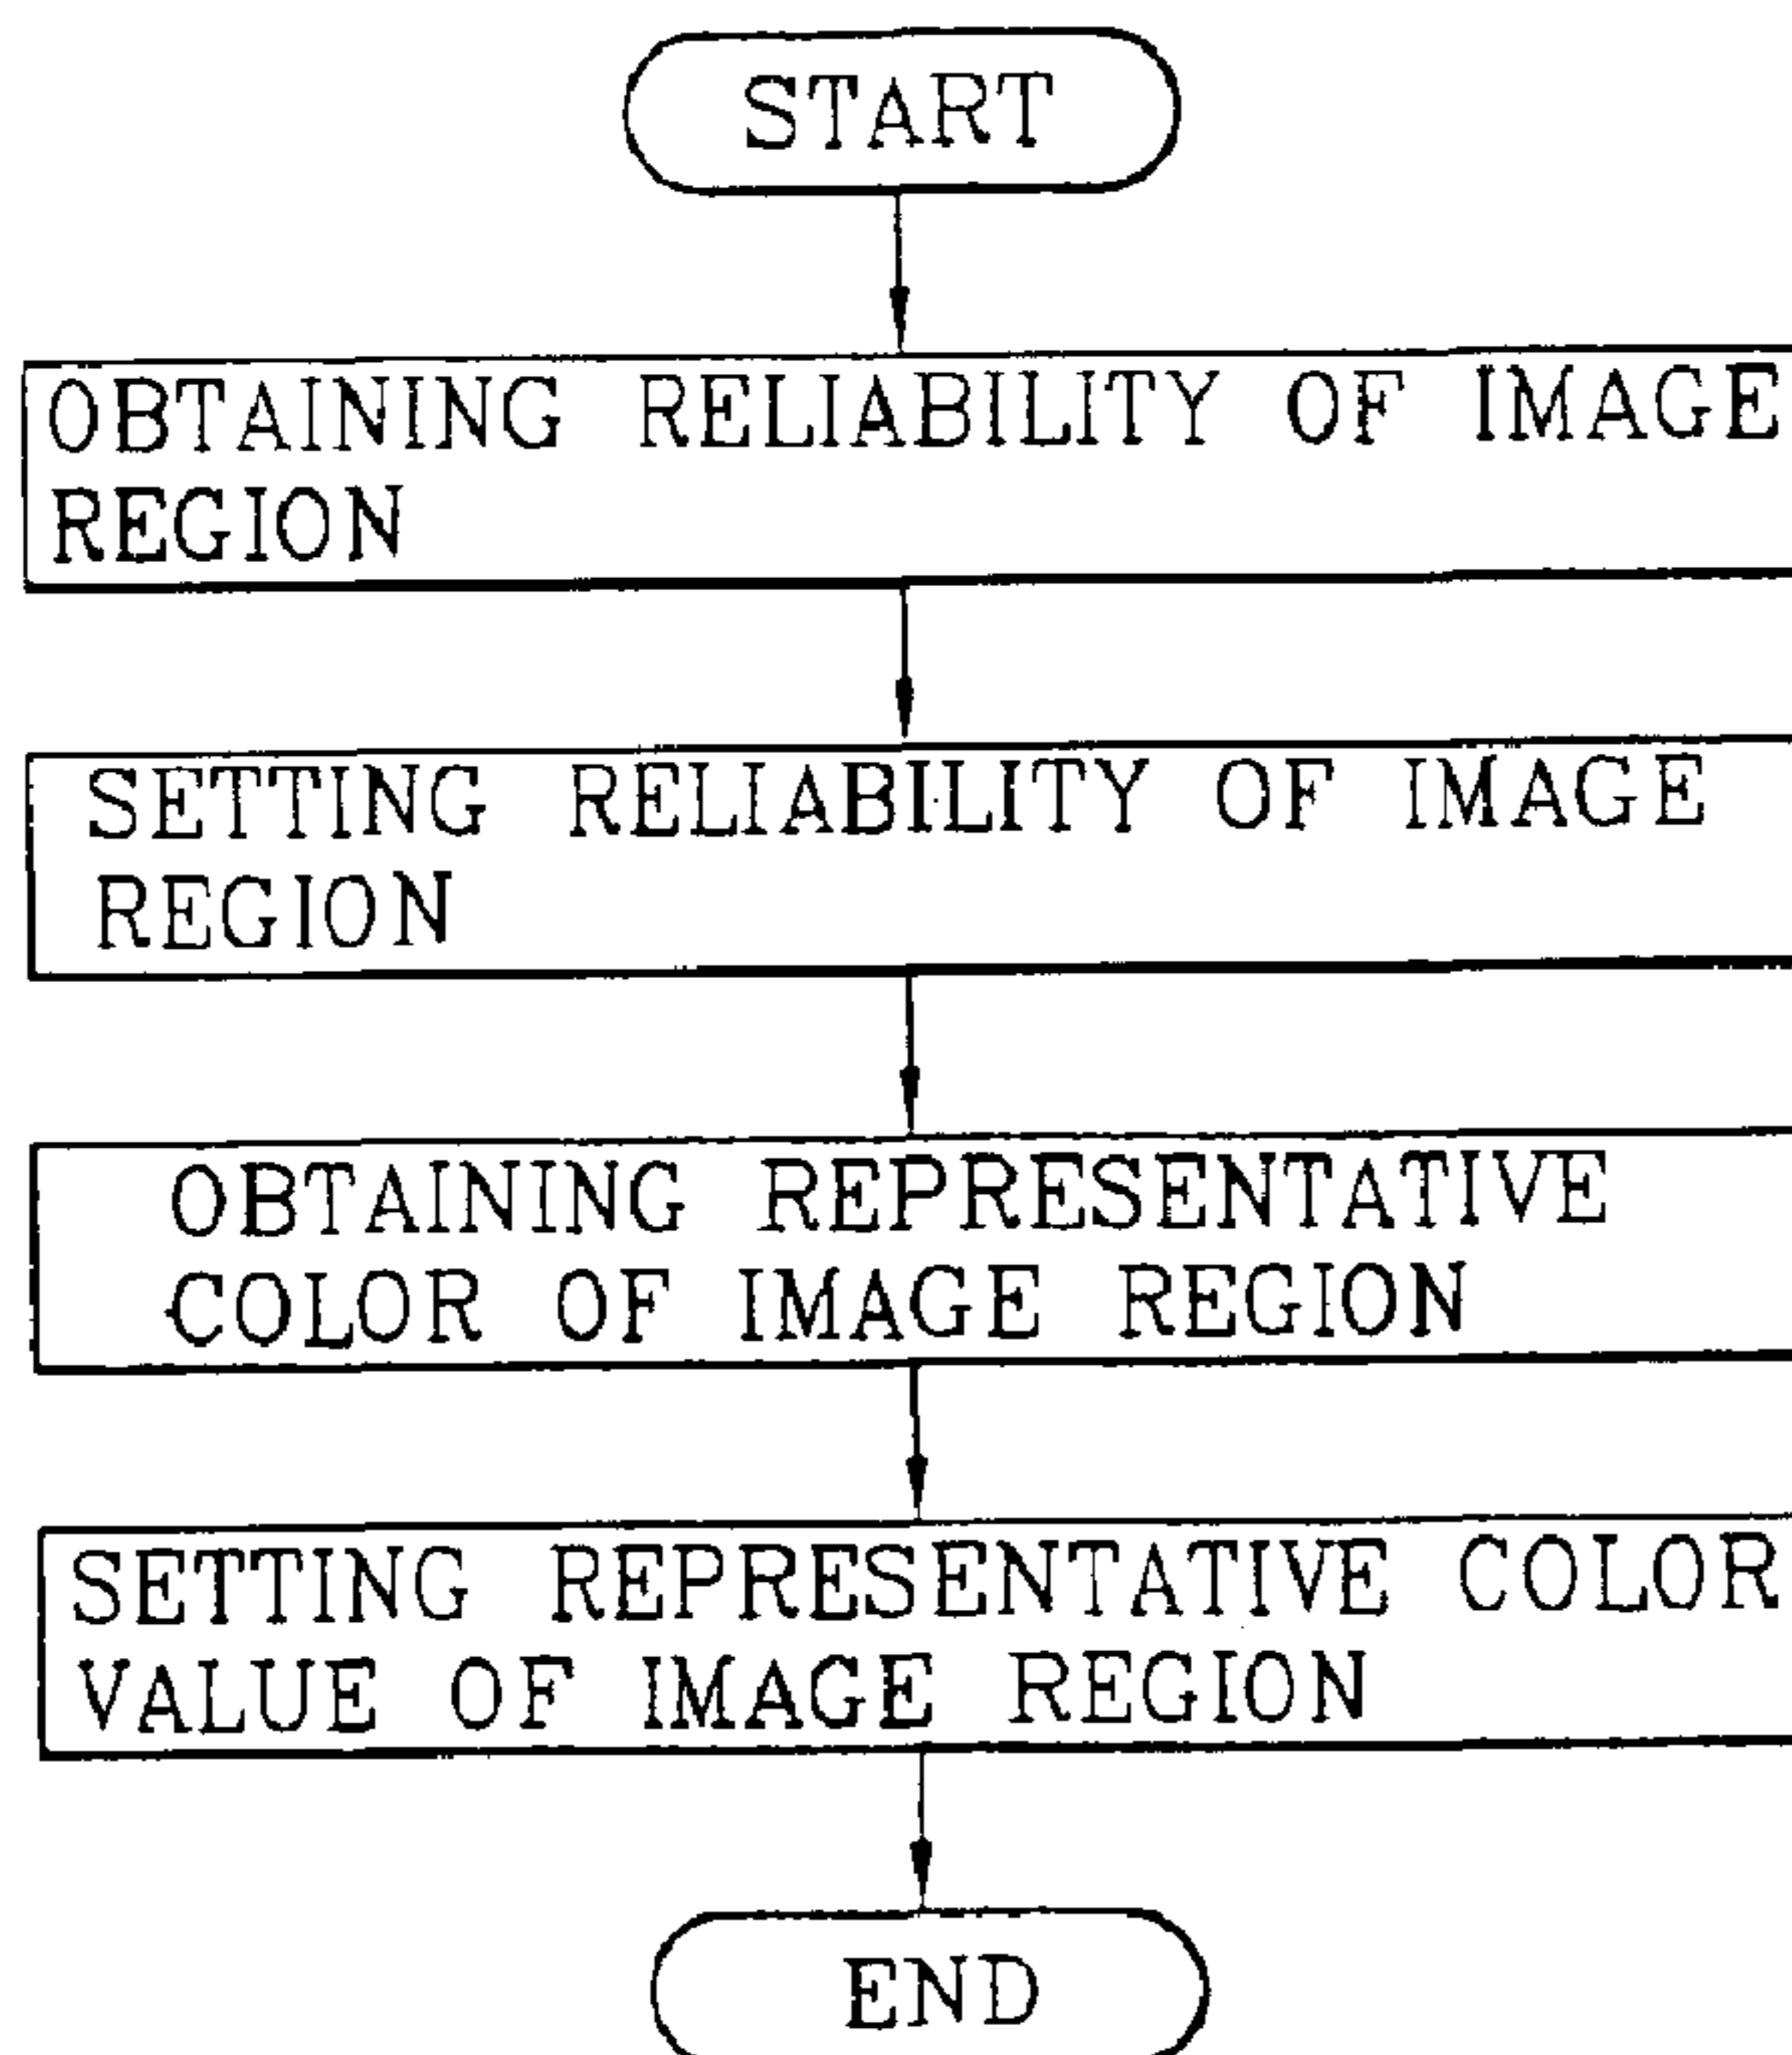 START
OBTAINING RELIABILITY OF IMAGE
REGION
SETTING RELIABILITY OF IMAGE
REGION
OBTAINING REPRESENTATIVE
COLOR OF IMAGE REGION
SETTING REPRESENTATIVE COLOR
VALUE OF IMAGE REGION
END